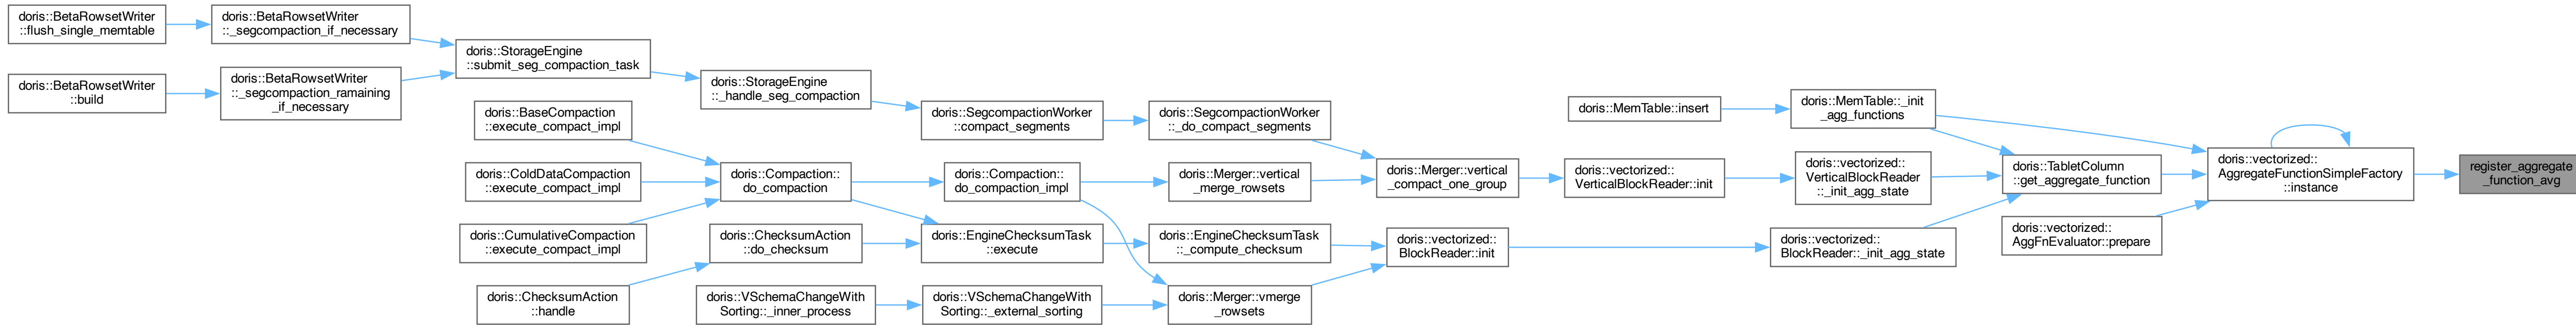 doris::BetaRowsetWriter
::flush_single_memtable
doris::BetaRowsetWriter
::build
doris::BetaRowsetWriter
::_segcompaction_if_necessary
doris::BetaRowsetWriter
::_segcompaction_ramaining
_if_necessary
doris::StorageEngine
::submit_seg_compaction_task
doris::BaseCompaction
::execute_compact_impl
doris::ColdDataCompaction
::execute_compact_impl
doris::CumulativeCompaction
::execute_compact_impl
doris::ChecksumAction
::handle
doris::StorageEngine
::_handle_seg_compaction
doris::Compaction::
do_compaction
doris::ChecksumAction
::do_checksum
doris::VSchemaChangeWith
Sorting::_inner_process
doris::SegcompactionWorker
::compact_segments
doris::Compaction::
do_compaction_impl
doris::EngineChecksumTask
::execute
doris::VSchemaChangeWith
Sorting::_external_sorting
doris::SegcompactionWorker
::_do_compact_segments
doris::Merger::vertical
_merge_rowsets
doris::EngineChecksumTask
::_compute_checksum
doris::Merger::vmerge
_rowsets
doris::Merger::vertical
_compact_one_group
doris::vectorized::
BlockReader::init
doris::MemTable::insert
doris::vectorized::
VerticalBlockReader::init
doris::MemTable::_init
_agg_functions
doris::vectorized::
VerticalBlockReader
::_init_agg_state
doris::vectorized::
BlockReader::_init_agg_state
doris::TabletColumn
::get_aggregate_function
doris::vectorized::
AggFnEvaluator::prepare
doris::vectorized::
AggregateFunctionSimpleFactory
::instance
register_aggregate
_function_avg